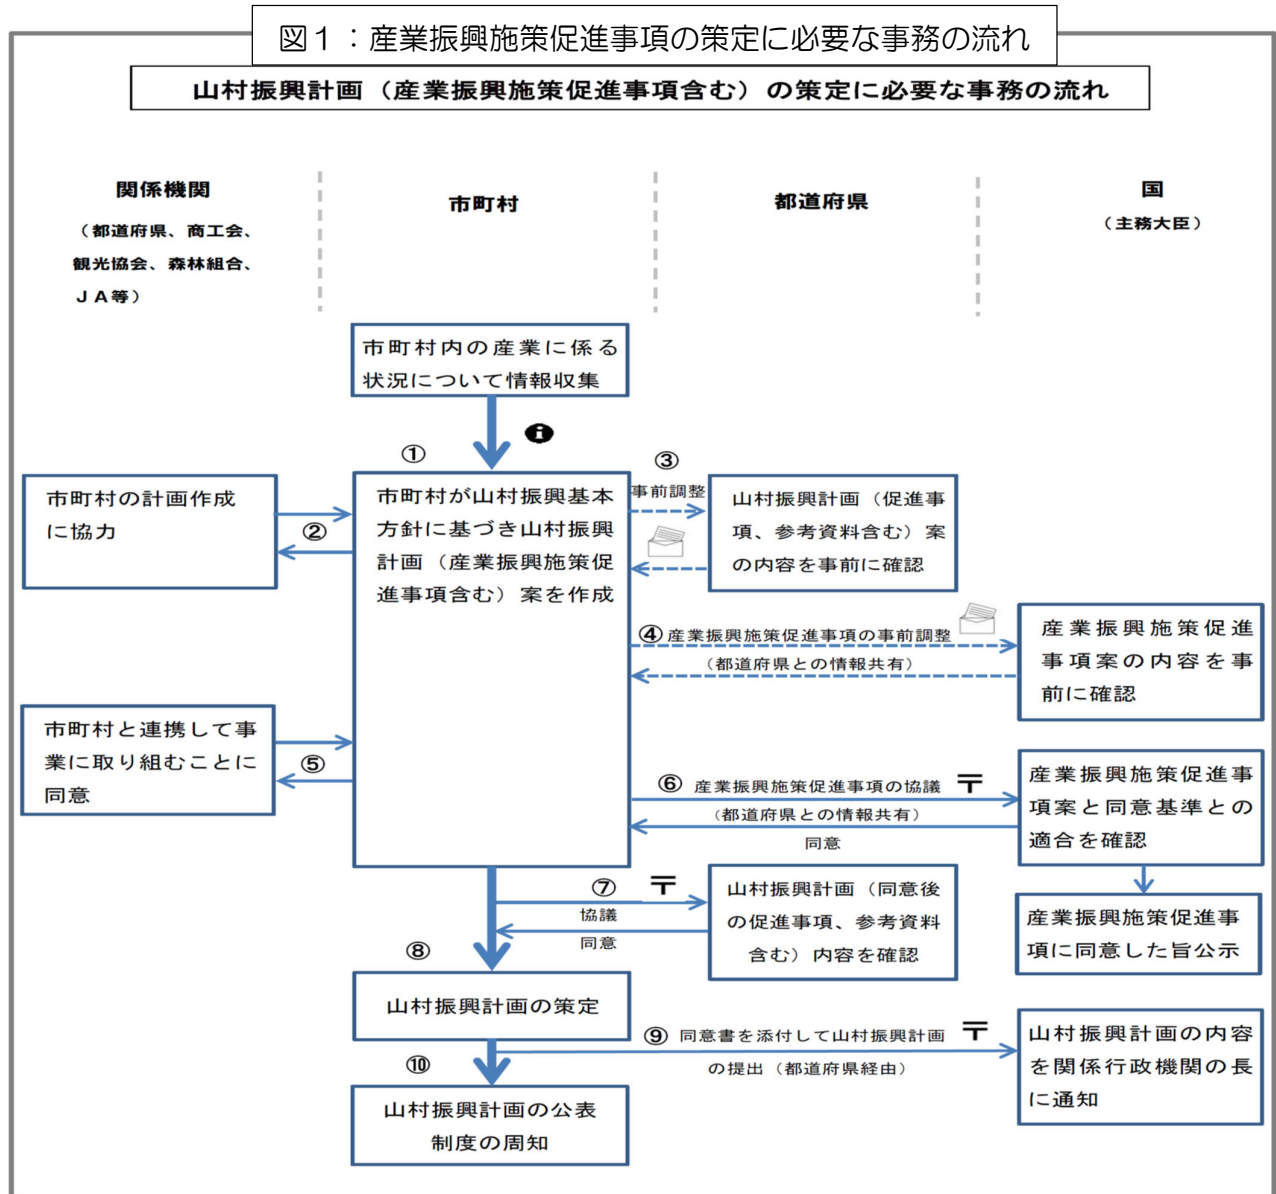 図１：産業振興施策促進事項の策定に必要な事務の流れ
山村振興計画（産業振興施策促進事項含む）の策定に必要な事務の流れ
関係機関
（都道府県、商工会、
観光協会、森林組合、
ＪＡ等）
市町村
都道府県
国
（主務大臣）
市町村内の産業に係る
状況について情報収集
i
①
市町村が山村振興基本
方針に基づき山村振興
計画（産業振興施策促
進事項含む）案を作成
市町村の計画作成
に協力
②
③
事前調整
山村振興計画（促進事
項、参考資料含む）案
の内容を事前に確認
④産業振興施策促進事項の事前調整
（都道府県との情報共有）
産業振興施策促進
事項案の内容を事
前に確認
市町村と連携して事
業に取り組むことに
同意
⑤
⑥ 産業振興施策促進事項の協議 〒
（都道府県との情報共有）
同意
産業振興施策促進事
項案と同意基準との
適合を確認
産業振興施策促進事
項に同意した旨公示
⑦ 〒
協議
同意
山村振興計画（同意後
の促進事項、参考資料
含む）内容を確認
⑧
山村振興計画の策定
⑨ 同意書を添付して山村振興計画 〒
の提出（都道府県経由）
山村振興計画の内容
を関係行政機関の長
に通知
⑩
山村振興計画の公表
制度の周知